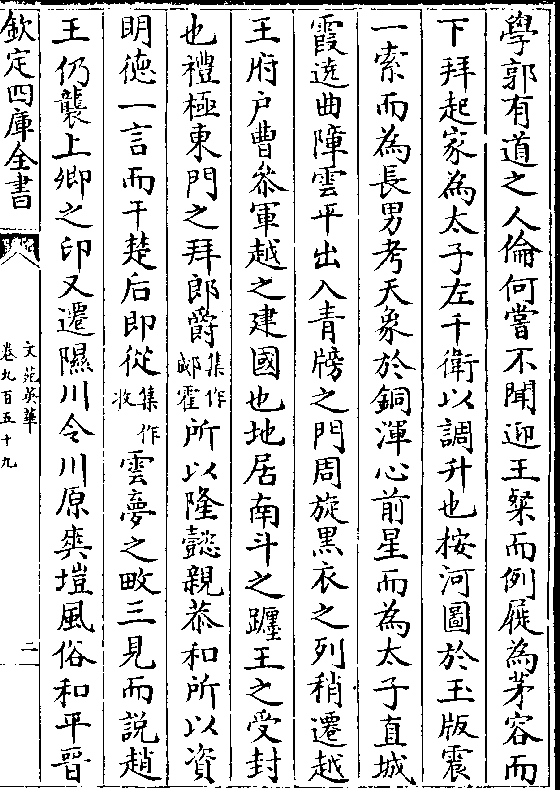 學郭有道之人倫何嘗不聞迎王粲而倒屣為茅容而
下拜起家為太子左千衛以調升也按河圖於玉版震
一索而為長男考天象於銅渾心前星而為太子直城
霞逸曲障雲平出入青牓之門周旋黒衣之列稍遷越
王府户曹叅軍越之建國也地居南斗之躔王之受封
也禮極東門之拜郎爵集作郕霍所以隆懿親恭和所以資
明徳一言而干楚后即從集作收雲夢之畋三見而説趙
王仍襲上卿之印又遷隰川令川原爽塏風俗和平晉
欽定四庫全書
文苑英華
卷九百五十九
二